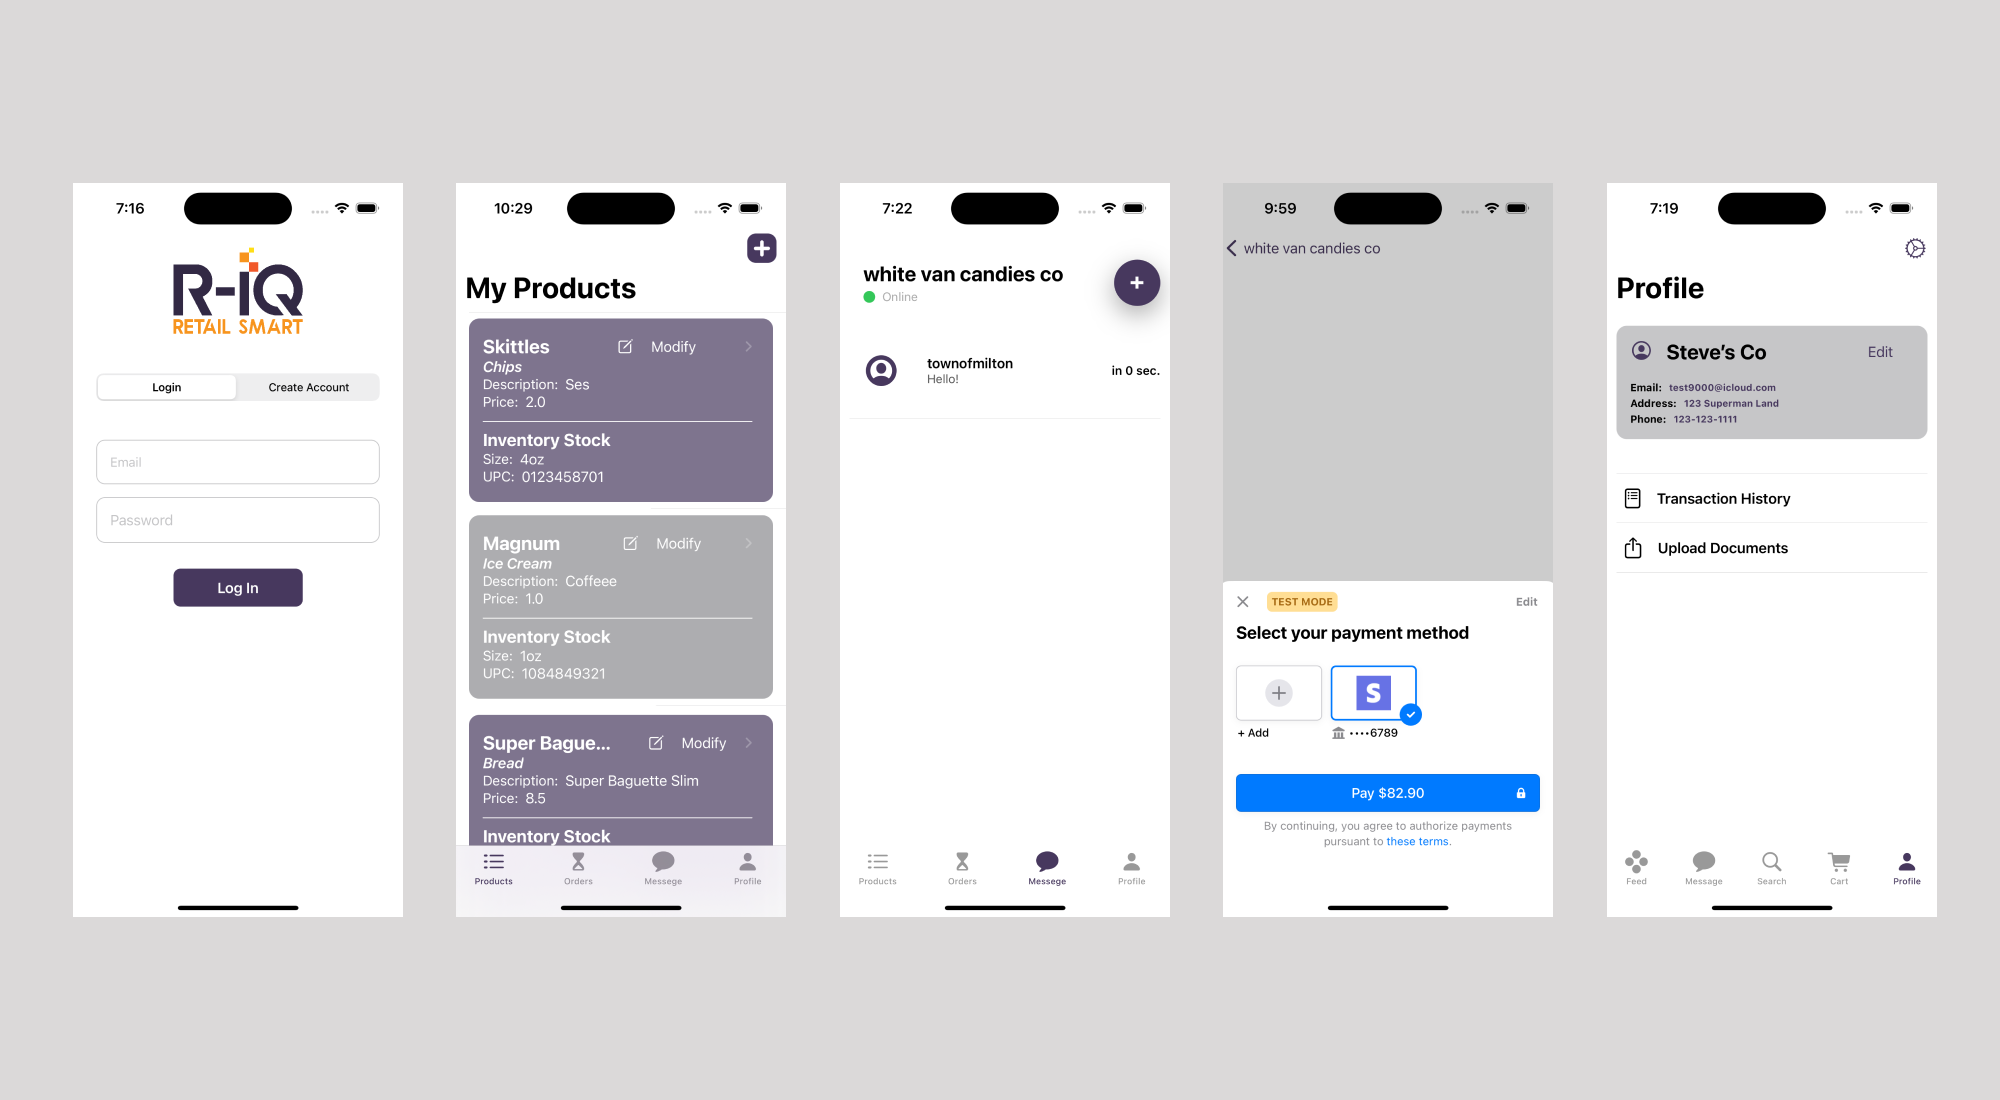 7:16
R-iQ
RETAIL SMART
Login
Create Account
Email
Password
Log In
10:29
My Products
Skittles
Modify
Chips
Description: Ses
Price: 2.0
Inventory Stock
Size: 4oz
UPC: 0123458701
Magnum
Modify
Ice Cream
Description: Coffeee
Price: 1.0
Inventory Stock
Size: 1oz
UPC: 1084849321
Super Bague...
Modify
Bread
Description: Super Baguette Slim
Price: 8.5
Inventory Stock
Products
Orders
Messege
Profile
7:22
white van candies co
Online
townofmilton
Hello!
in 0 sec.
Products
Orders
Messege
Profile
9:59
white van candies co
TEST MODE
Edit
Select your payment method
S
+ Add
••••6789
Pay $82.90
By continuing, you agree to authorize payments
pursuant to these terms.
7:19
Profile
Steve's Co
Edit
Email: test9000@icloud.com
Address: 123 Superman Land
Phone: 123-123-1111
Transaction History
Upload Documents
Feed
Message
Search
Cart
Profile